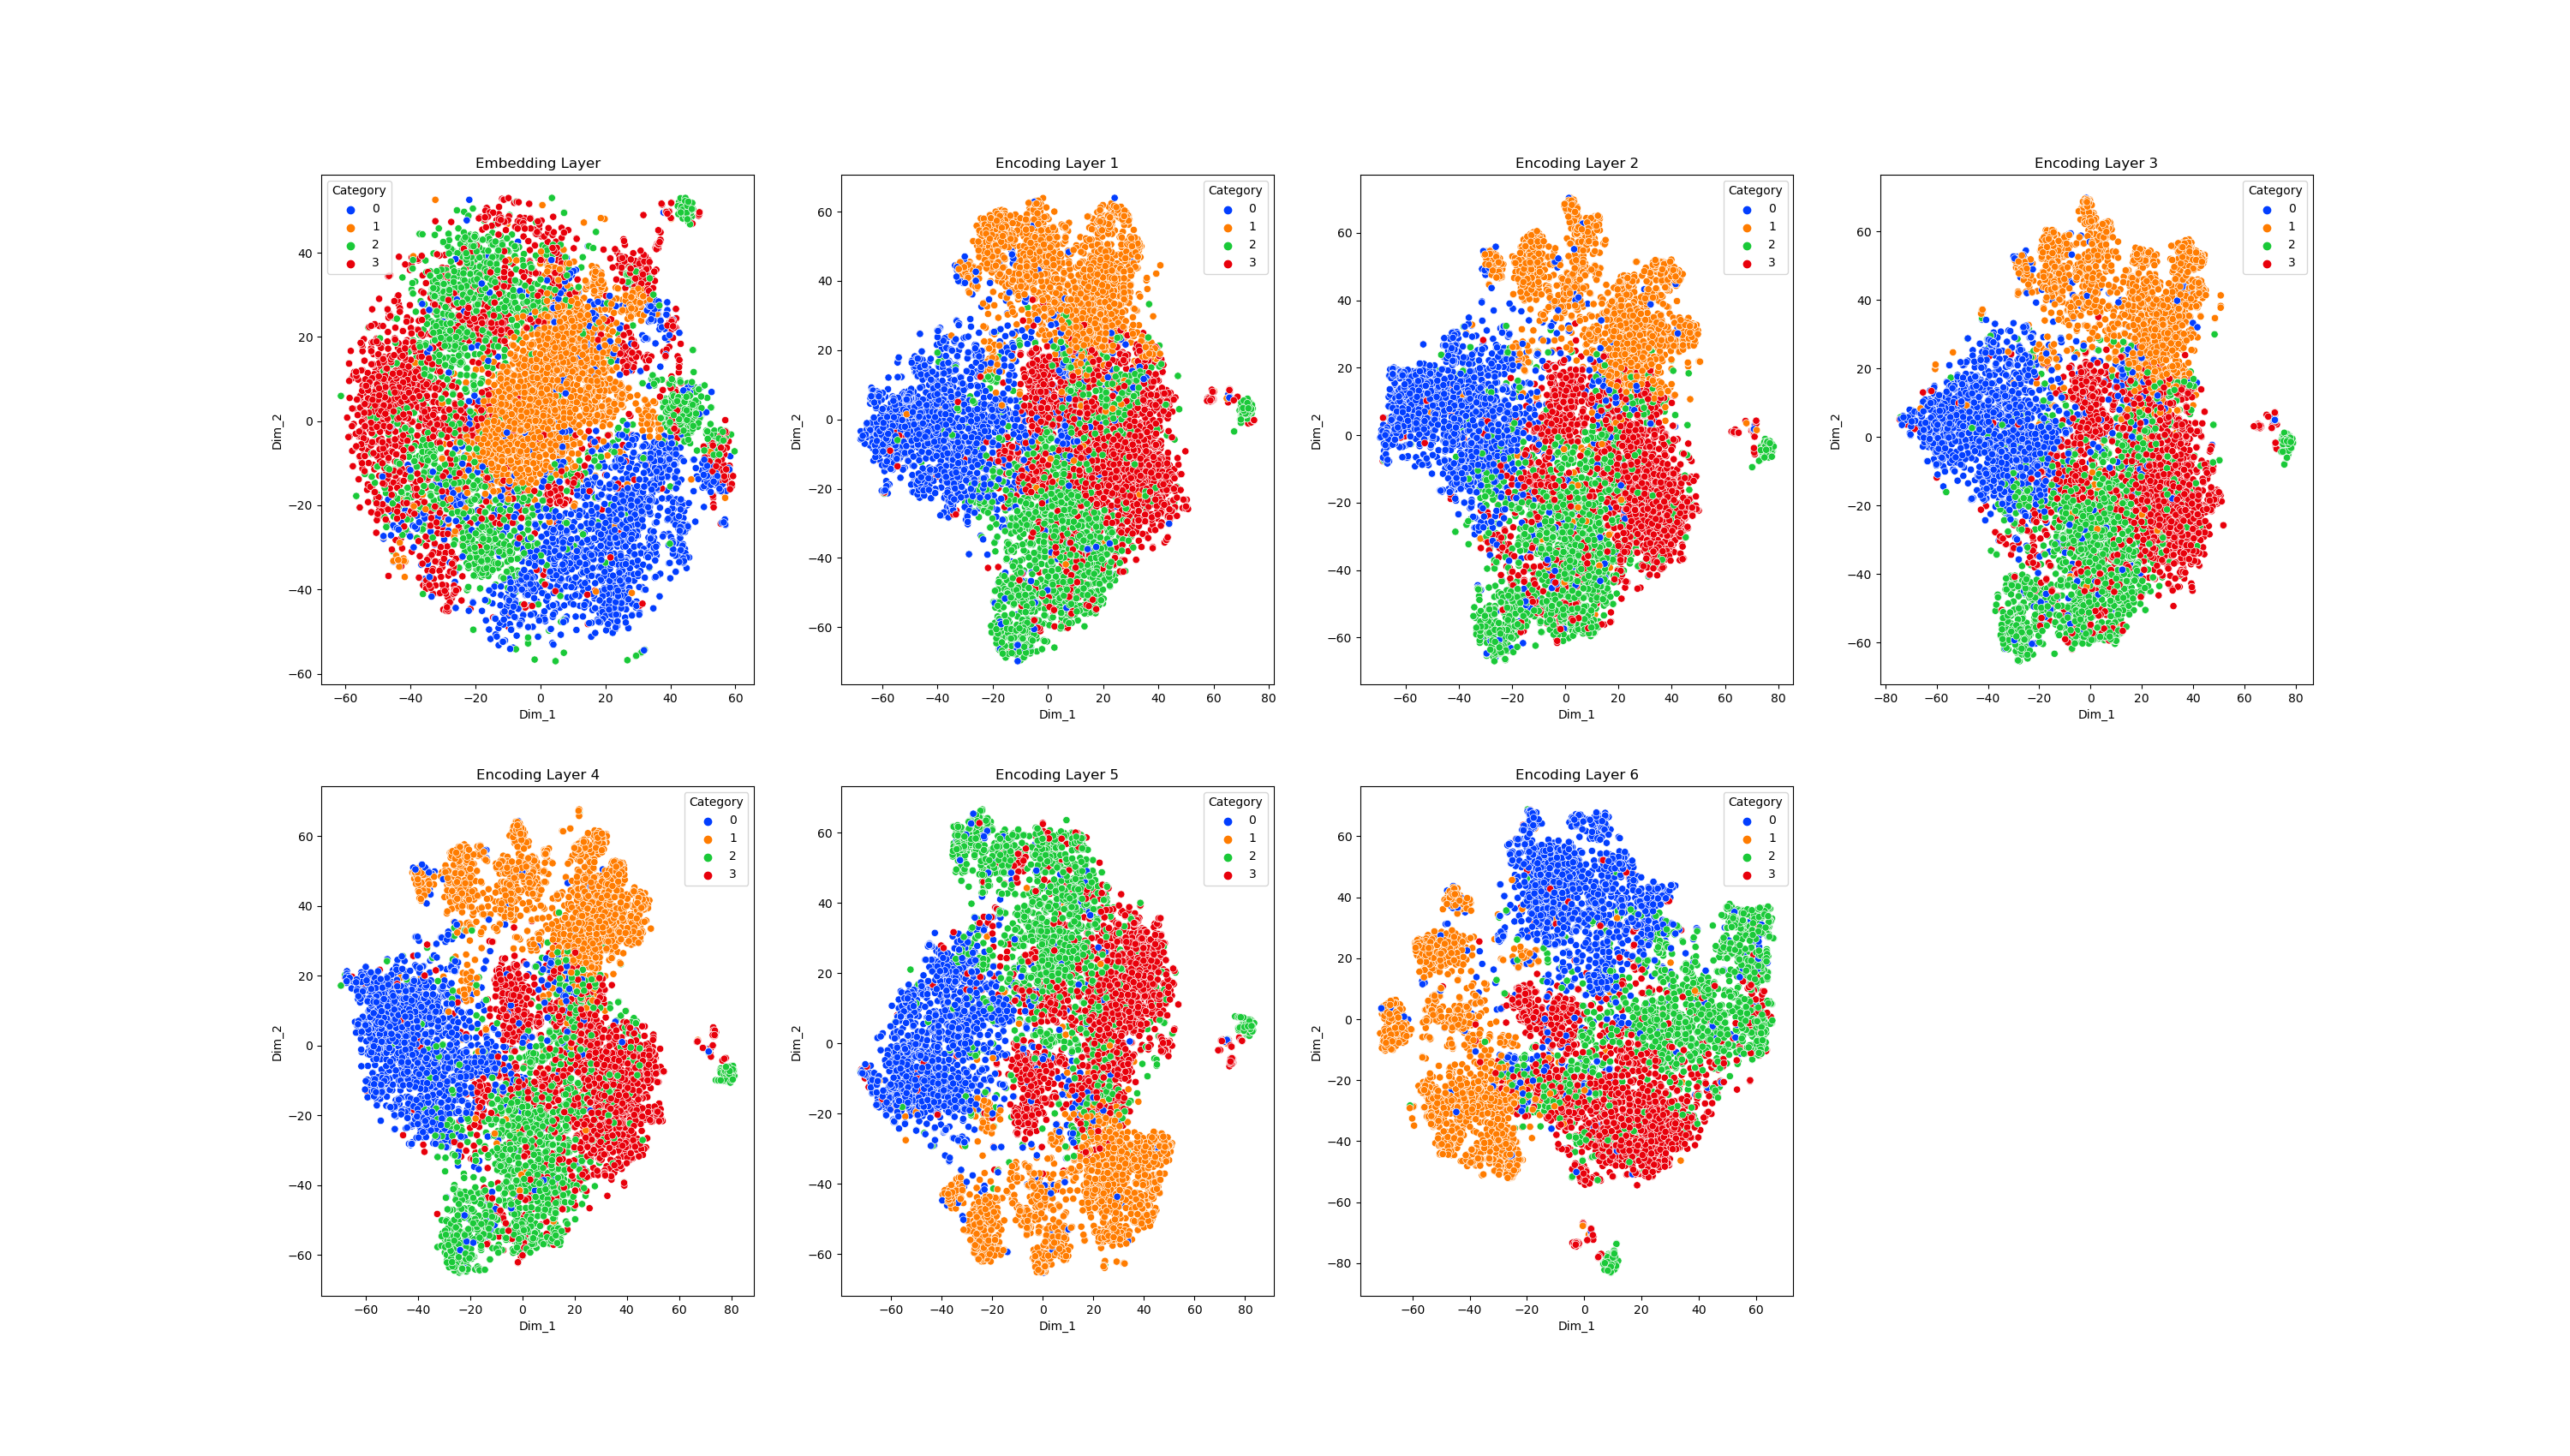 Embedding Layer
Category
0
1
2
3
40
20
0
−20
−40
−60
Dim_2
−60 −40 −20 0 20 40 60
Dim_1
Encoding Layer 1
Category
0
1
2
3
60
40
20
0
−20
−40
−60
Dim_2
−60 −40 −20 0 20 40 60 80
Dim_1
Encoding Layer 2
Category
0
1
2
3
60
40
20
0
−20
−40
−60
Dim_2
−60 −40 −20 0 20 40 60 80
Dim_1
Encoding Layer 3
Category
0
1
2
3
60
40
20
0
−20
−40
−60
Dim_2
−80 −60 −40 −20 0 20 40 60 80
Dim_1
Encoding Layer 4
Category
0
1
2
3
60
40
20
0
−20
−40
−60
Dim_2
−60 −40 −20 0 20 40 60 80
Dim_1
Encoding Layer 5
Category
0
1
2
3
60
40
20
0
−20
−40
−60
Dim_2
−60 −40 −20 0 20 40 60 80
Dim_1
Encoding Layer 6
Category
0
1
2
3
60
40
20
0
−20
−40
−60
−80
Dim_2
−60 −40 −20 0 20 40 60
Dim_1